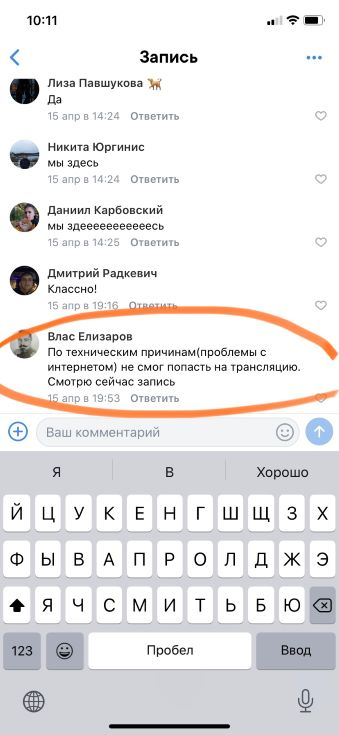 10:11
Запись
Лиза Павшукова
Да
15 апр в 14:24 Ответить
Никита Юргинис
мы здесь
15 апр в 14:24 Ответить
Даниил Карбовский
мы здееееееееееесь
15 апр в 14:25 Ответить
Дмитрий Радкевич
Классно!
15 апр в 19:16 Ответить
Влас Елизаров
По техническим причинам(проблемы с
интернетом) не смог попасть на трансляцию.
Смотрю сейчас запись
15 апр в 19:53 Ответить
Ваш комментарий
Я В Хорошо
Й Ц У К Е Н Г Ш Щ З Х
Ф Ы В А П Р О Л Д Ж Э
Я Ч С М И Т Ь Б Ю
123 Пробел Ввод